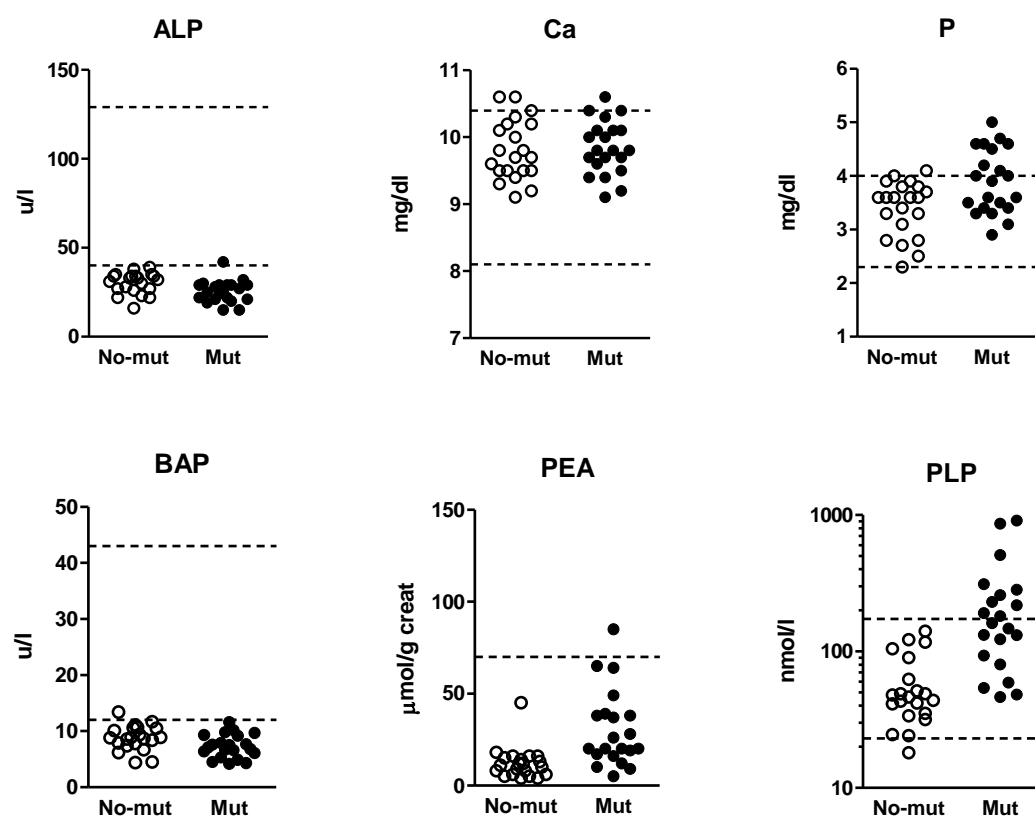 ALP
150
100
50
0
u/l
No-mut Mut
Ca
11
10
9
8
7
mg/dl
No-mut Mut
P
6
5
4
3
2
1
mg/dl
No-mut Mut
BAP
50
40
30
20
10
0
u/l
No-mut Mut
PEA
150
100
50
0
μmol/g creat
No-mut Mut
PLP
1000
100
10
nmol/l
No-mut Mut